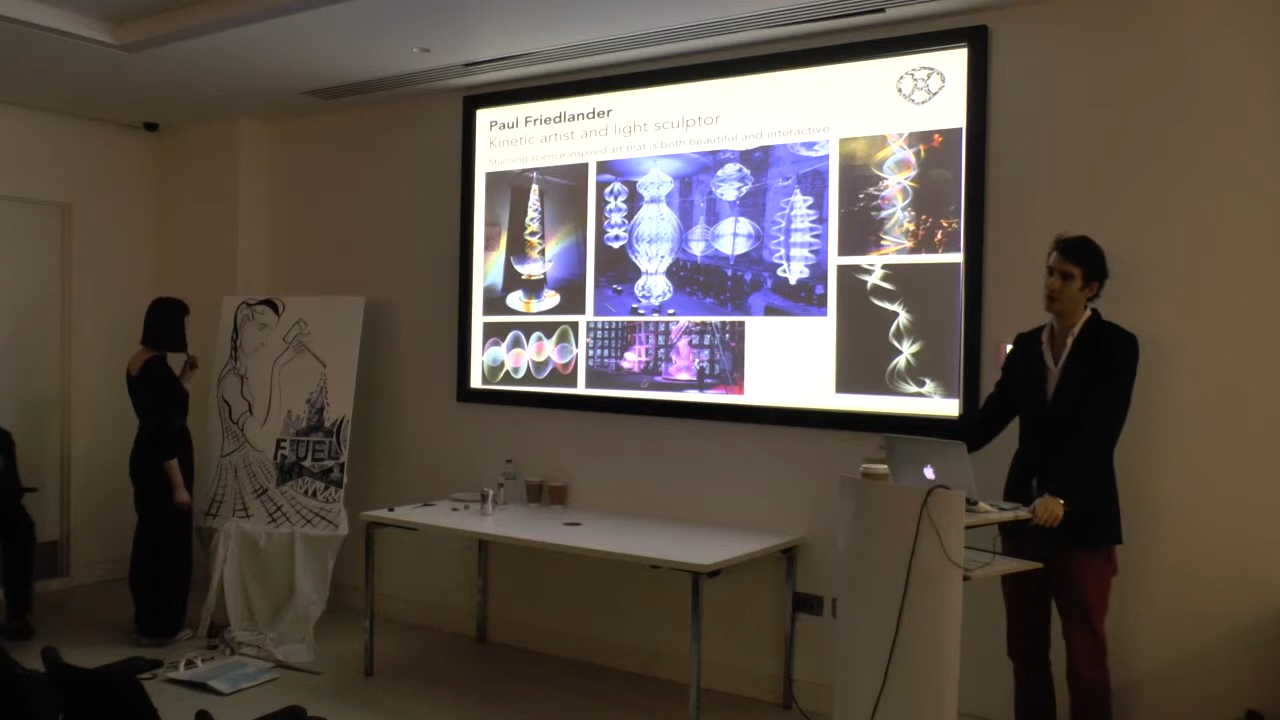 Paul Friedlander
Kinetic artist and light sculptor
Stunning science inspired art that is both beautiful and interactive
FUEL